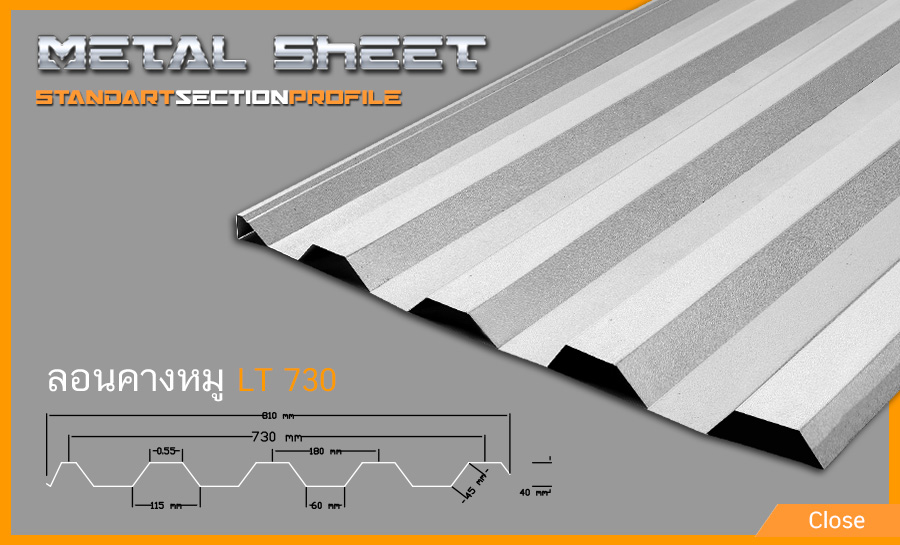 METAL SHEET
STANDARTSECTIONPROFILE
ลอนคางหมู LT 730
810 mm
730 mm
0.55
180 mm
115 mm
60 mm
45 mm
40 mm
Close